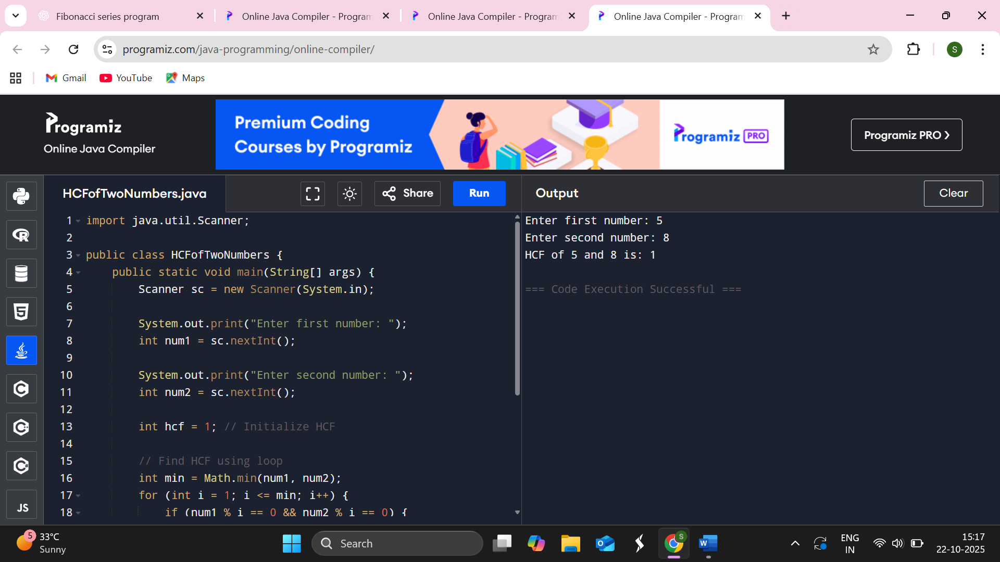 Fibonacci series program
Online Java Compiler - Program
Online Java Compiler - Program
Online Java Compiler - Program
programiz.com/java-programming/online-compiler/
S
Gmail
YouTube
Maps
Programiz
Online Java Compiler
Premium Coding
Courses by Programiz
Programiz PRO
Programiz PRO ❯
HCFofTwoNumbers.java
Share
Run
Output
Clear
1 import java.util.Scanner;
2
3 public class HCFofTwoNumbers {
4     public static void main(String[] args) {
5         Scanner sc = new Scanner(System.in);
6
7         System.out.print("Enter first number: ");
8         int num1 = sc.nextInt();
9
10         System.out.print("Enter second number: ");
11         int num2 = sc.nextInt();
12
13         int hcf = 1; // Initialize HCF
14
15         // Find HCF using loop
16         int min = Math.min(num1, num2);
17         for (int i = 1; i <= min; i++) {
18             if (num1 % i == 0 && num2 % i == 0) {
Enter first number: 5
Enter second number: 8
HCF of 5 and 8 is: 1
=== Code Execution Successful ===
R
5
C
C++
C#
JS
5
33°C
Sunny
Search
O
S
W
ENG
IN
15:17
22-10-2025